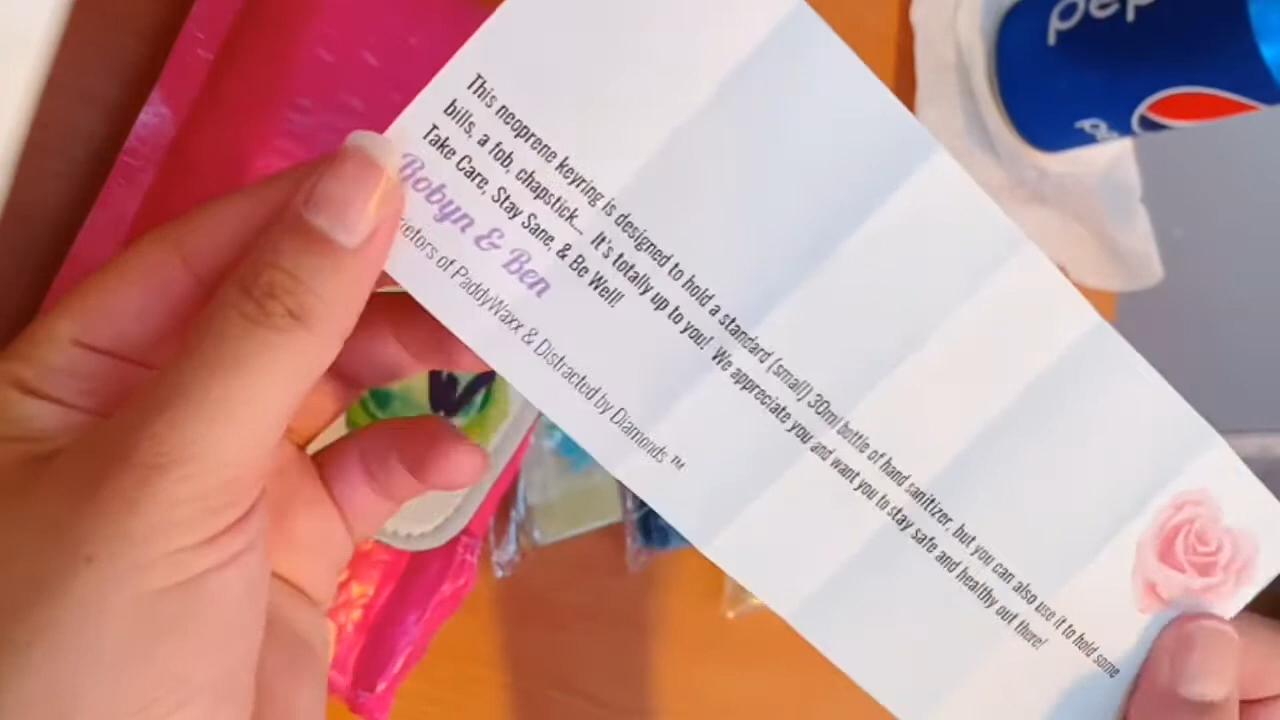 This neoprene keyring is designed to hold a standard (small) 30ml bottle of hand sanitizer, but you can also use it to hold some
bills, a fob, chapstick... It's totally up to you! We appreciate you and want you to stay safe and healthy out there!
Take Care, Stay Sane, & Be Well!
Robyn & Ben
ietors of PaddyWaxx & Distracted by Diamonds™
pep